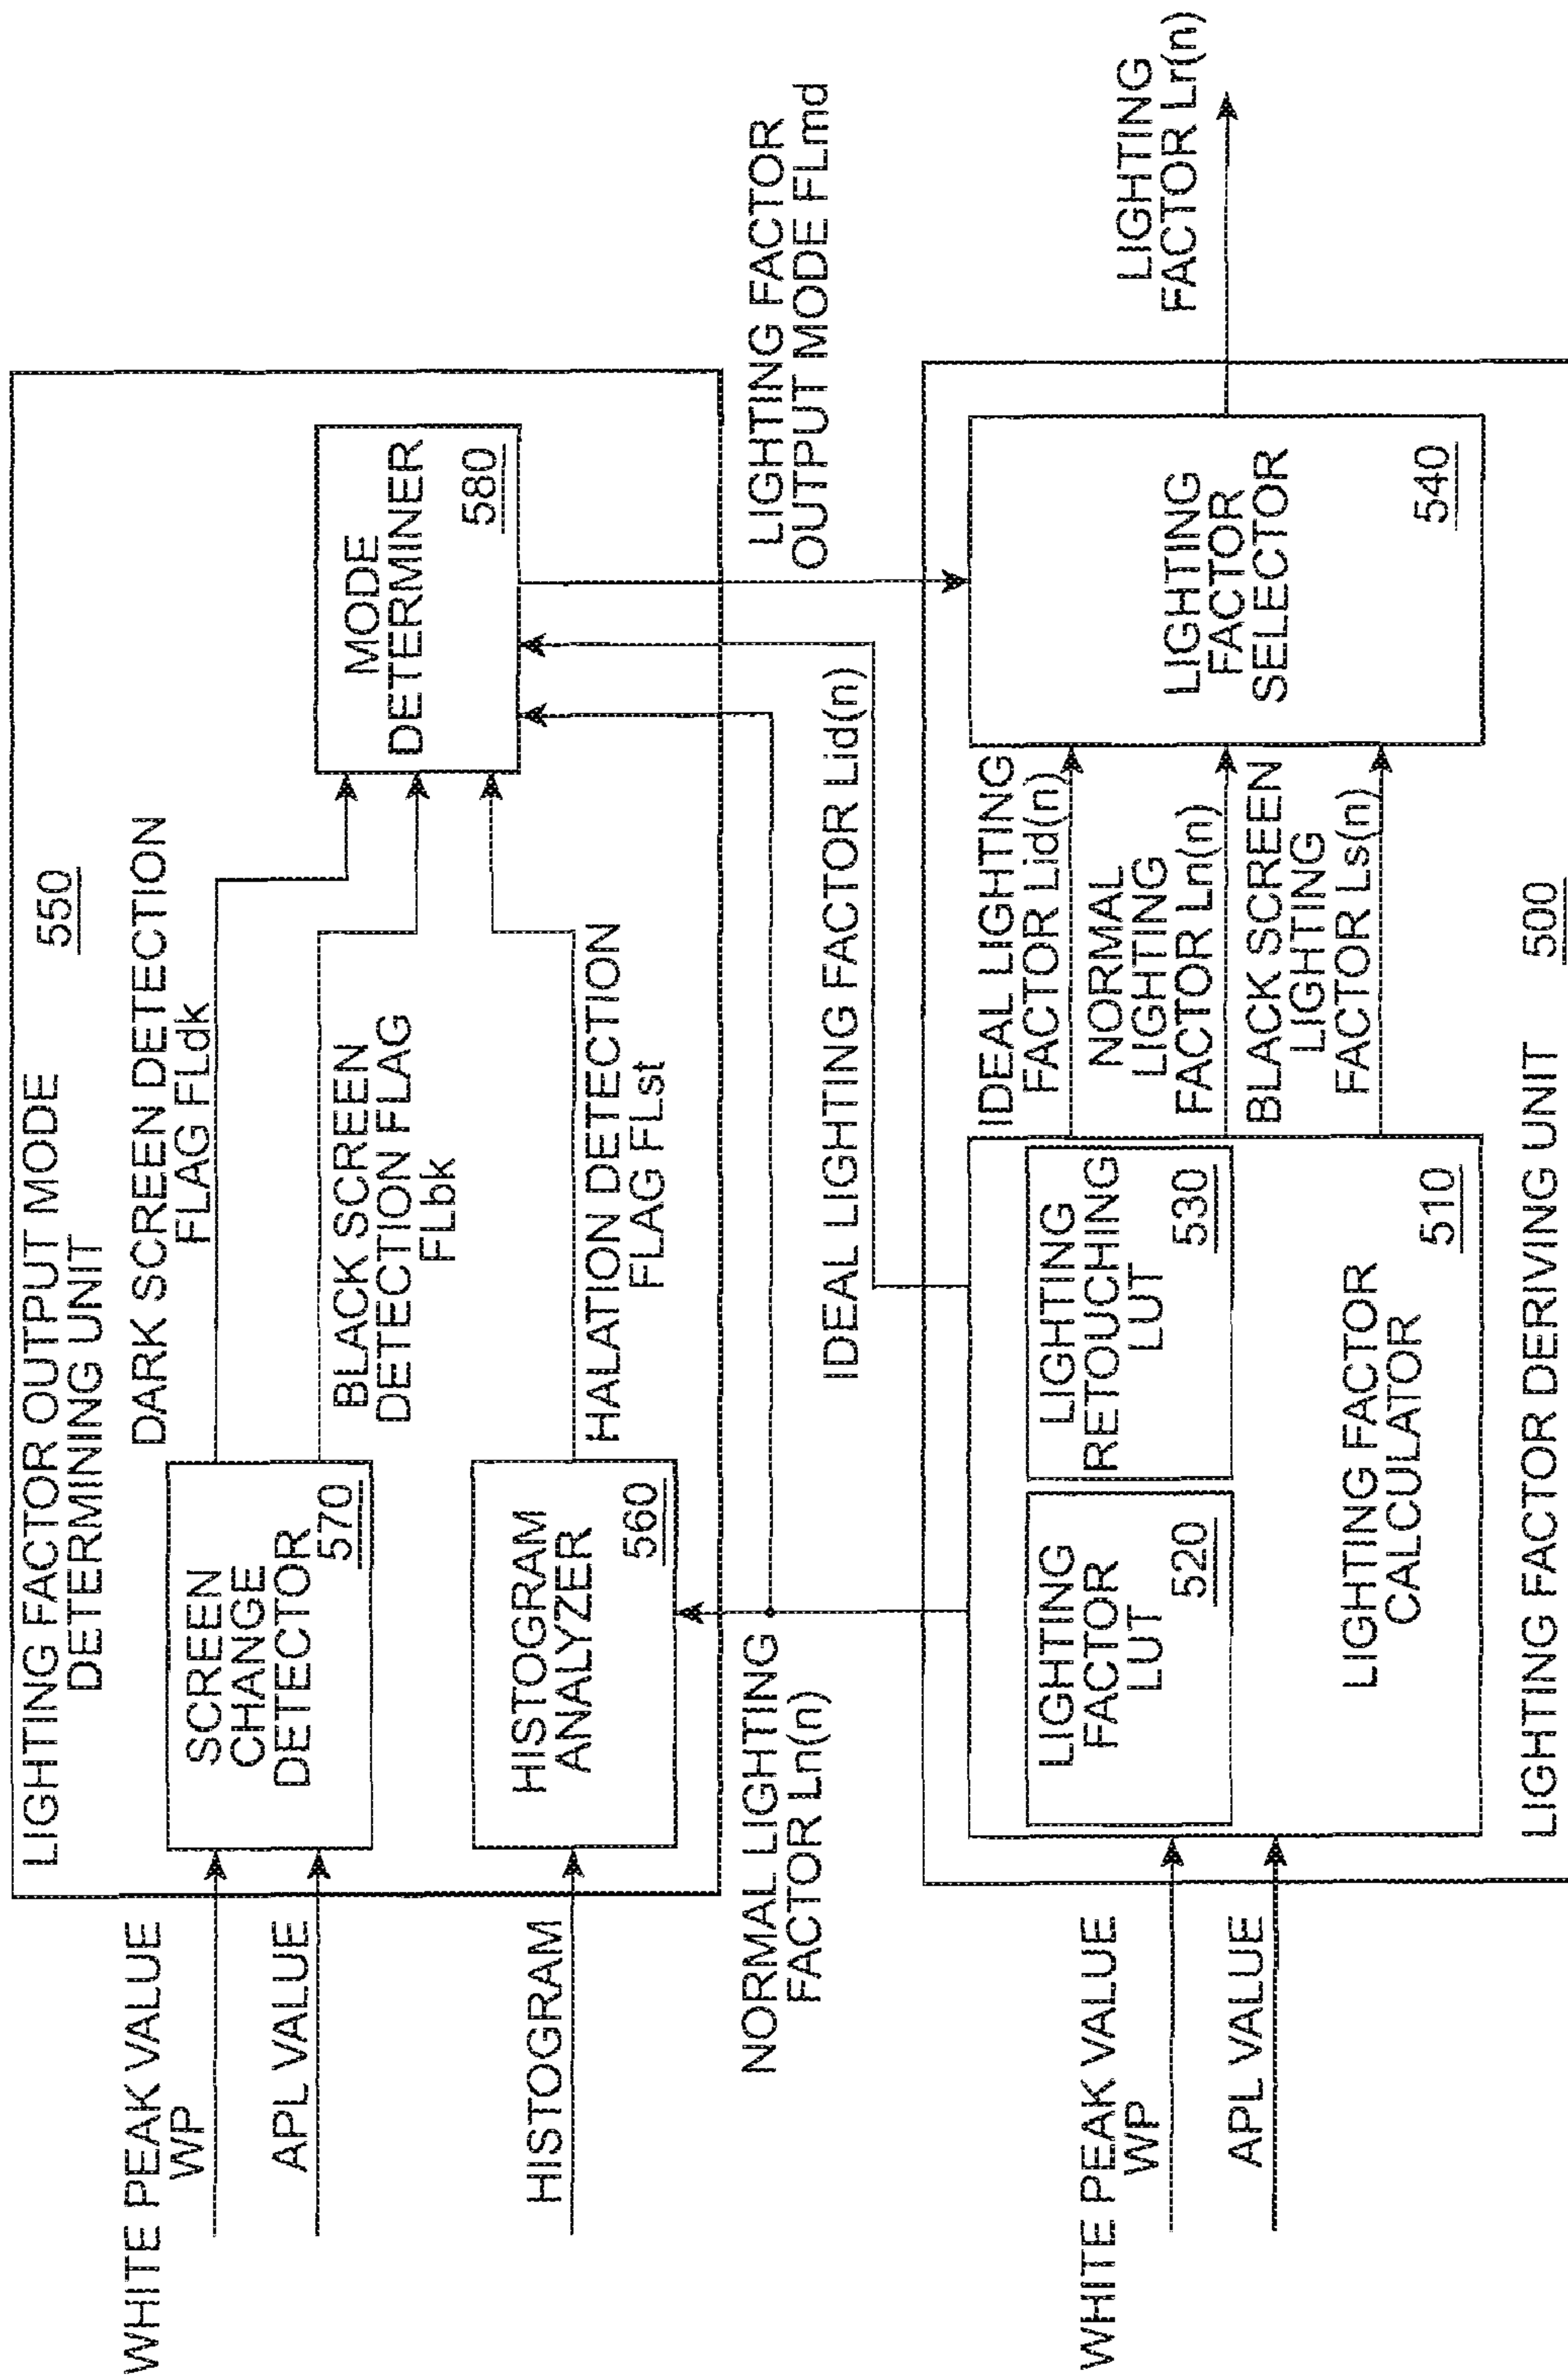 LIGHTING FACTOR OUTPUT MODE
DETERMINING UNIT
550
WHITE PEAK VALUE
WP
APL VALUE
HISTOGRAM
SCREEN
CHANGE
DETECTOR
570
HISTOGRAM
ANALYZER
560
DARK SCREEN DETECTION
FLAG FLdk
BLACK SCREEN
DETECTION FLAG
FLbk
HALATION DETECTION
FLAG FLst
MODE
DETERMINER
580
NORMAL LIGHTING
FACTOR Ln(n)
IDEAL LIGHTING FACTOR Lid(n)
LIGHTING FACTOR
OUTPUT MODE FLmd
WHITE PEAK VALUE
WP
APL VALUE
LIGHTING
FACTOR
LUT
520
LIGHTING
RETOUCHING
LUT
530
LIGHTING FACTOR
CALCULATOR
510
IDEAL LIGHTING
FACTOR Lid(n)
NORMAL
LIGHTING
FACTOR Ln(n)
BLACK SCREEN
LIGHTING
FACTOR Ls(n)
LIGHTING
FACTOR
SELECTOR
540
LIGHTING
FACTOR Lr(n)
LIGHTING FACTOR DERIVING UNIT
500